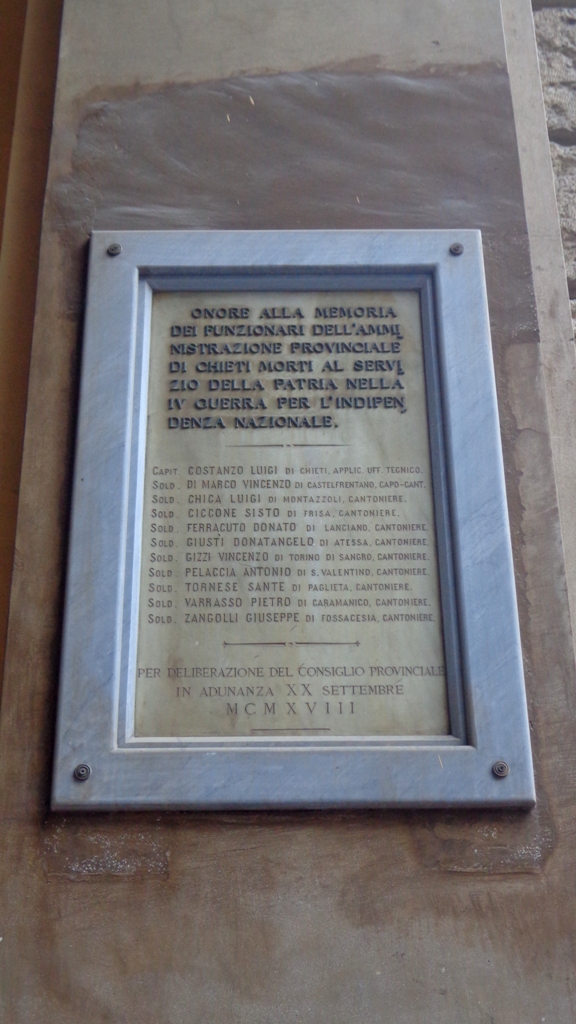 ONORE ALLA MEMORIA
DEI FUNZIONARI DELL'AMMI
NISTRAZIONE PROVINCIALE
DI CHIETI MORTI AL SERVI
ZIO DELLA PATRIA NELLA
IV GUERRA PER L'INDIPEN
DENZA NAZIONALE.
CAPIT. COSTANZO LUIGI DI CHIETI, APPLIC. UFF. TECNICO.
SOLD. DI MARCO VINCENZO DI CASTELFRENTANO, CAPO-CANT.
SOLD. CHICA LUIGI DI MONTAZZOLI, CANTONIERE.
SOLD. CICCONE SISTO DI FRISA, CANTONIERE.
SOLD. FERRACUTO DONATO DI LANCIANO, CANTONIERE.
SOLD. GIUSTI DONATANGELO DI ATESSA, CANTONIERE.
SOLD. GIZZI VINCENZO DI TORINO DI SANGRO, CANTONIERE.
SOLD. PELACCIA ANTONIO DI S. VALENTINO, CANTONIERE.
SOLD. TORNESE SANTE DI PAGLIETA, CANTONIERE.
SOLD. VARRASSO PIETRO DI CARAMANICO, CANTONIERE.
SOLD. ZANGOLLI GIUSEPPE DI FOSSACESIA, CANTONIERE.
PER DELIBERAZIONE DEL CONSIGLIO PROVINCIALE
IN ADUNANZA XX SETTEMBRE
MCMXVIII